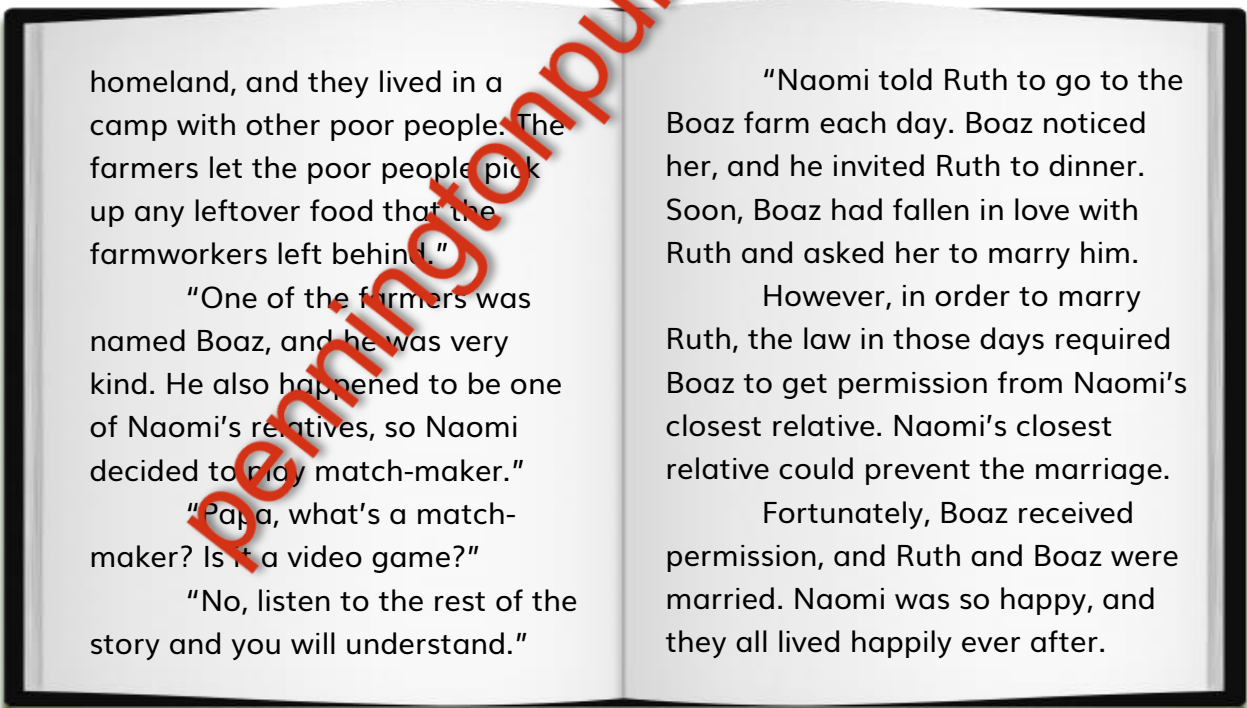 homeland, and they lived in a
camp with other poor people. The
farmers let the poor people pick
up any leftover food that the
farmworkers left behind.”
“One of the farmers was
named Boaz, and he was very
kind. He also happened to be one
of Naomi’s relatives, so Naomi
decided to play match-maker.”
“Papa, what’s a match-
maker? Is it a video game?”
“No, listen to the rest of the
story and you will understand.”
“Naomi told Ruth to go to the
Boaz farm each day. Boaz noticed
her, and he invited Ruth to dinner.
Soon, Boaz had fallen in love with
Ruth and asked her to marry him.
However, in order to marry
Ruth, the law in those days required
Boaz to get permission from Naomi’s
closest relative. Naomi’s closest
relative could prevent the marriage.
Fortunately, Boaz received
permission, and Ruth and Boaz were
married. Naomi was so happy, and
they all lived happily ever after.